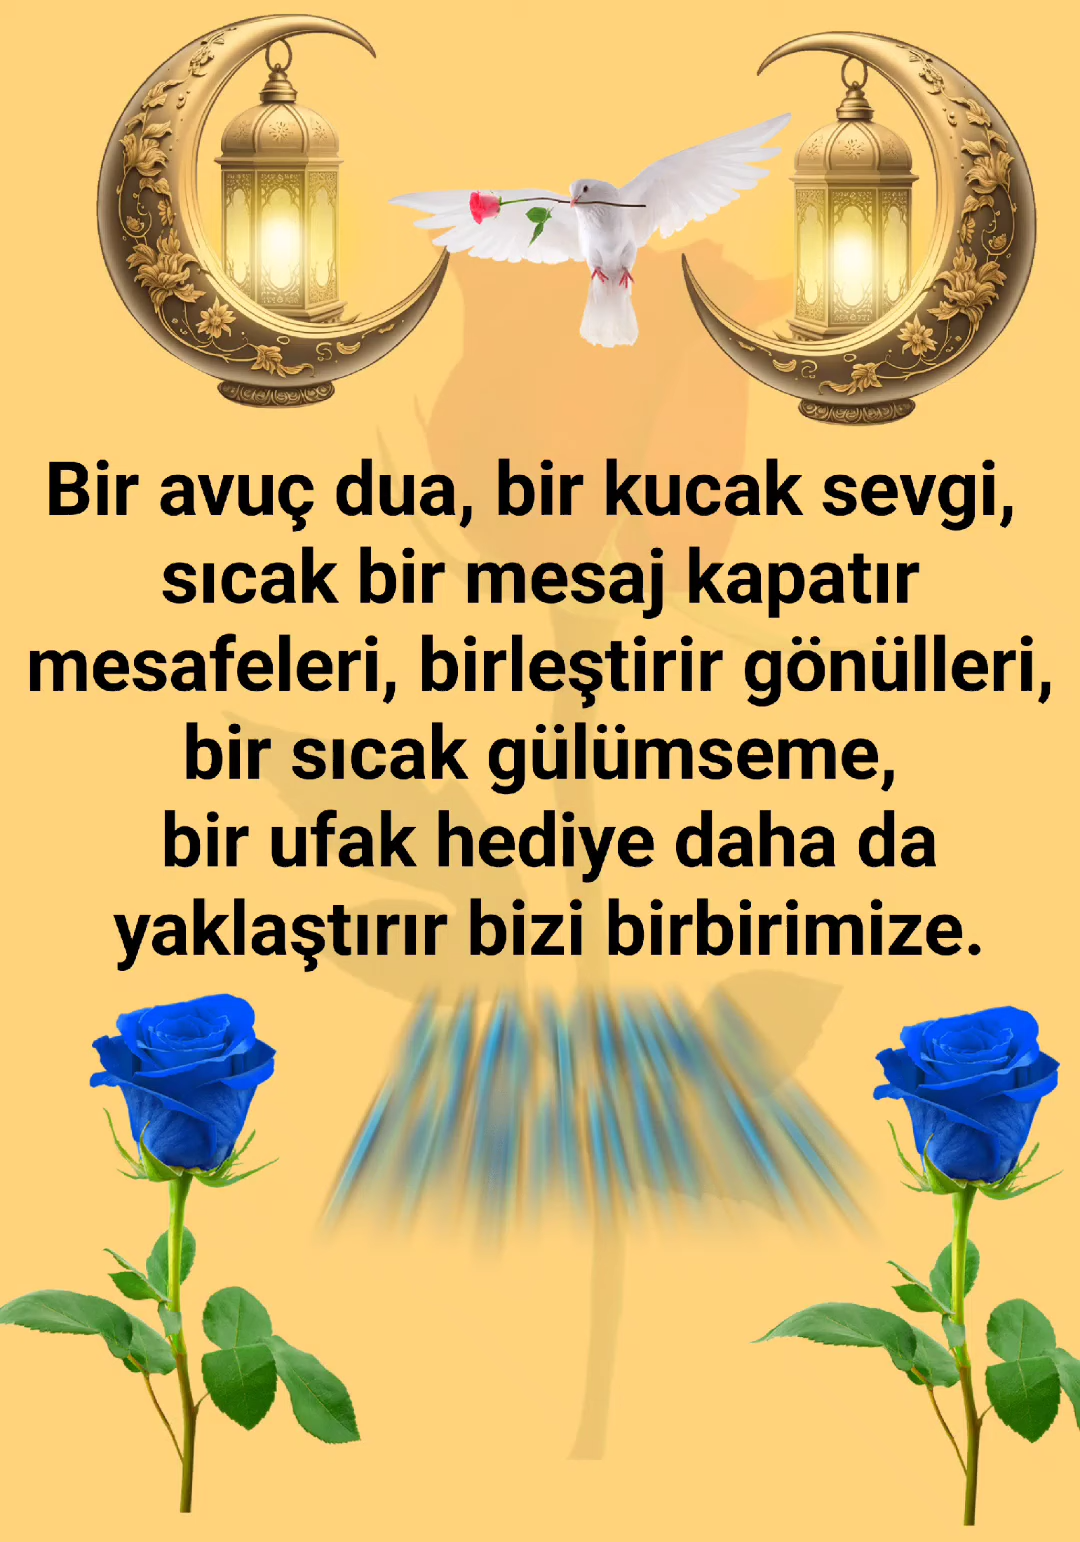 Bir avuç dua, bir kucak sevgi,
sıcak bir mesaj kapatır
mesafeleri, birleştirir gönülleri,
bir sıcak gülümseme,
bir ufak hediye daha da
yaklaştırır bizi birbirimize.